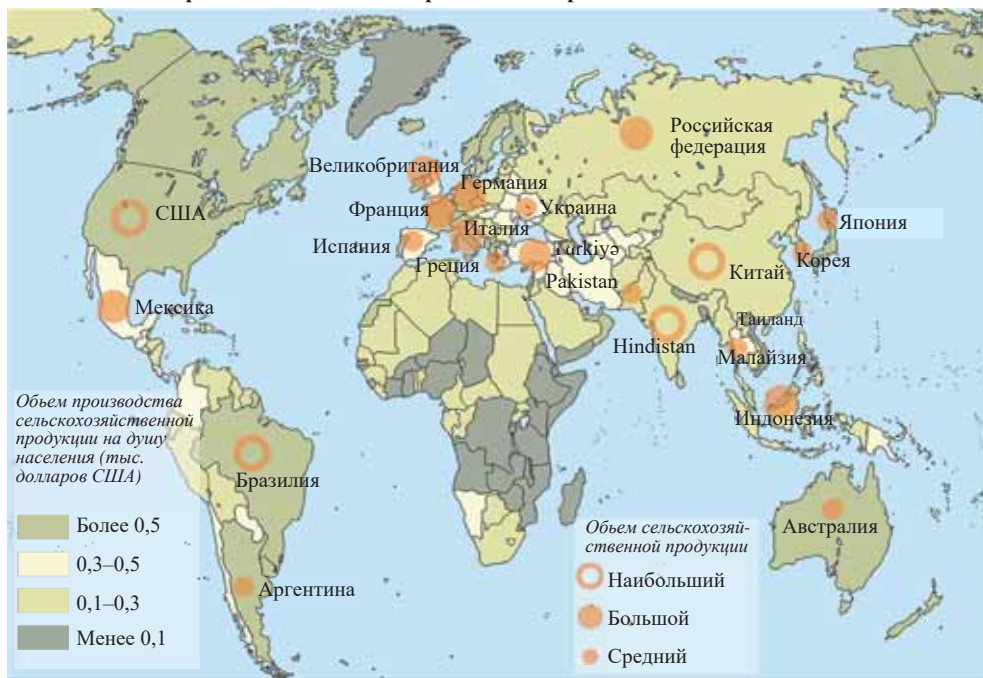 Российская
федерация
Великобритания
Германия
США
Франция
Украина
Италия
Япония
Испания
Türkiyə
Греция
Корея
Китай
Pakistan
Мексика
Таиланд
Hindistan
Малайзия
Индонезия
Бразилия
Австралия
Аргентина
Объем производства
сельскохозяйственной
продукции на душу
населения (тыс.
долларов США)
Более 0,5
0,3–0,5
0,1–0,3
Менее 0,1
Объем сельскохозяй-
ственной продукции
Наибольший
Большой
Средний